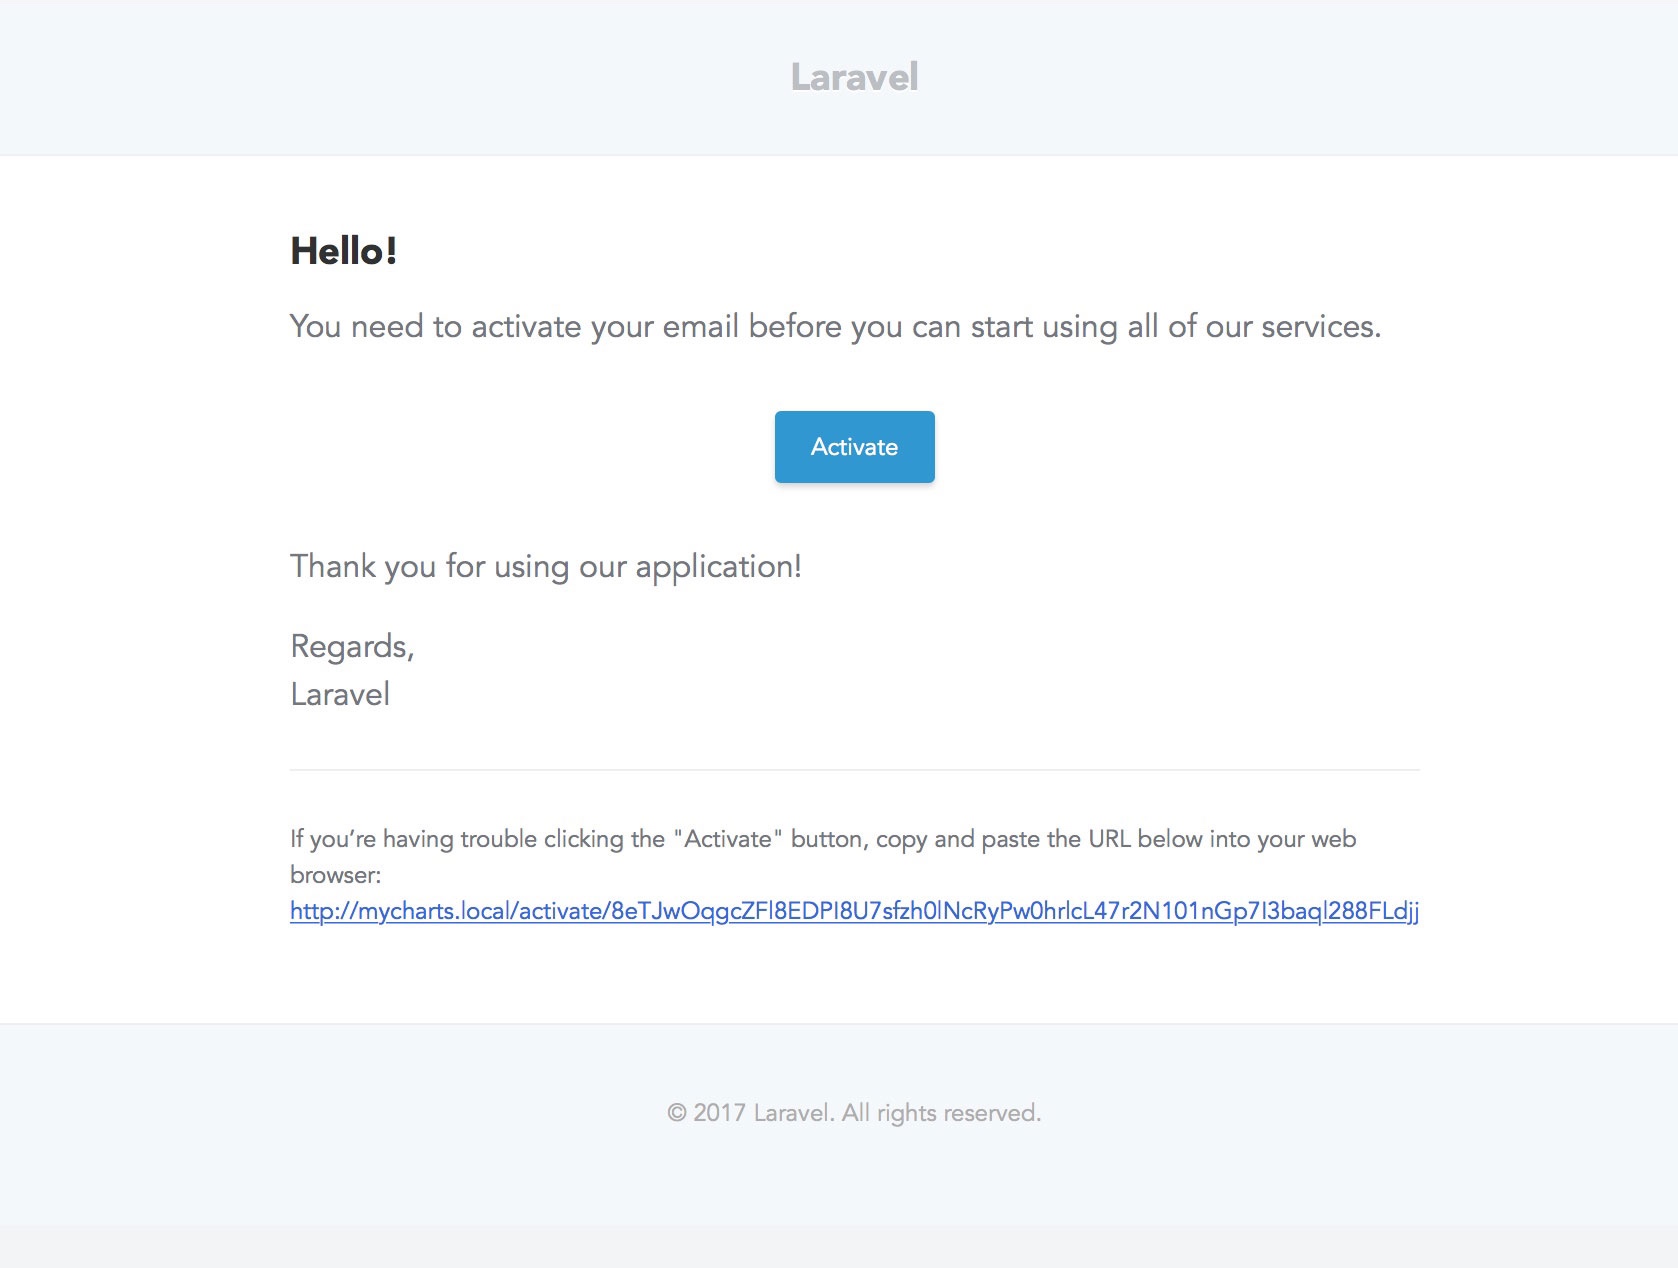 Laravel
Hello!
You need to activate your email before you can start using all of our services.
Activate
Thank you for using our application!
Regards,
Laravel
If you’re having trouble clicking the "Activate" button, copy and paste the URL below into your web
browser:
http://mycharts.local/activate/8eTJwOqgcZFl8EDPI8U7sfzh0lNcRyPw0hrlcL47r2N101nGp7I3baql288FLdjj
© 2017 Laravel. All rights reserved.